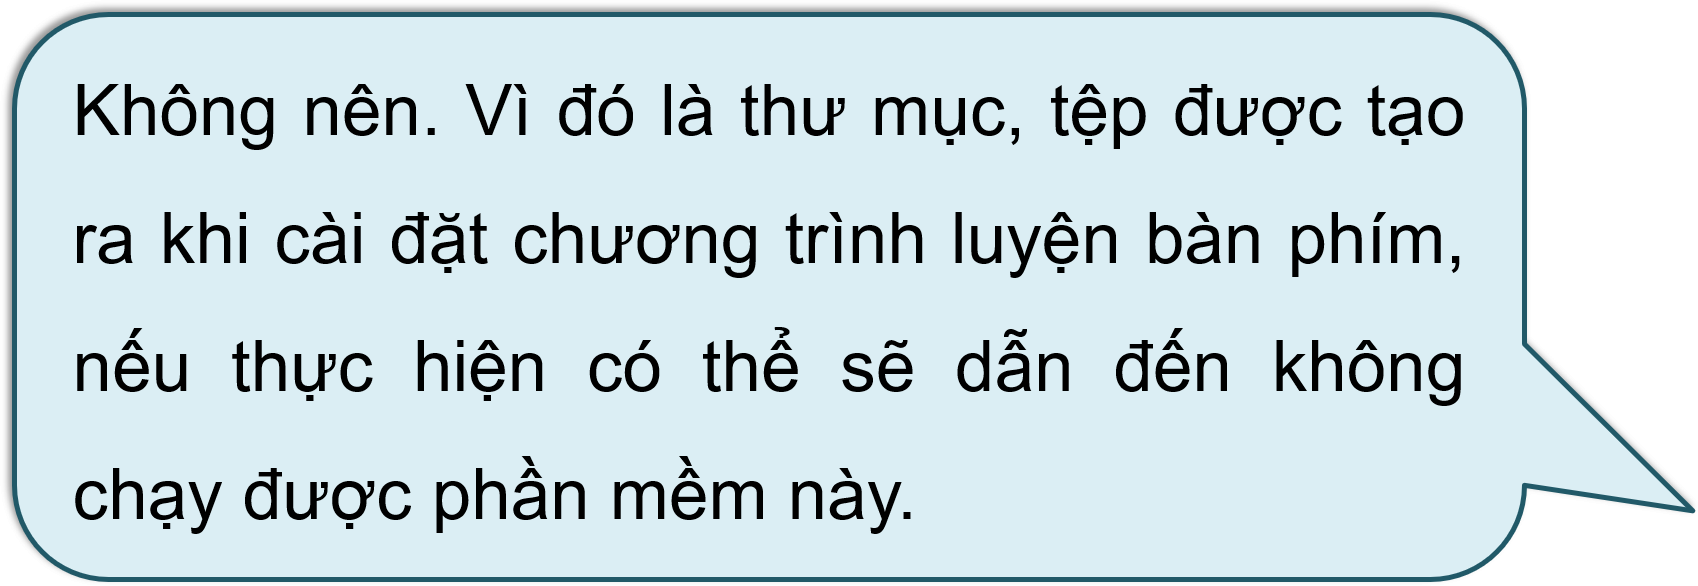 Không nên. Vì đó là thư mục, tệp được tạo
ra khi cài đặt chương trình luyện bàn phím,
nếu thực hiện có thể sẽ dẫn đến không
chạy được phần mềm này.